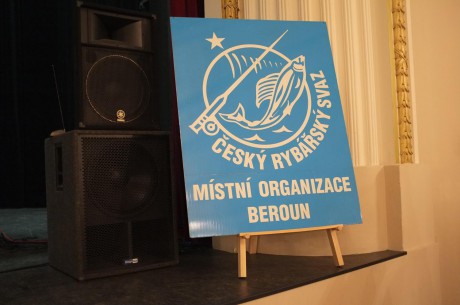 ČESKÝ RYBÁŘSKÝ SVAZ
MÍSTNÍ ORGANIZACE
BEROUN